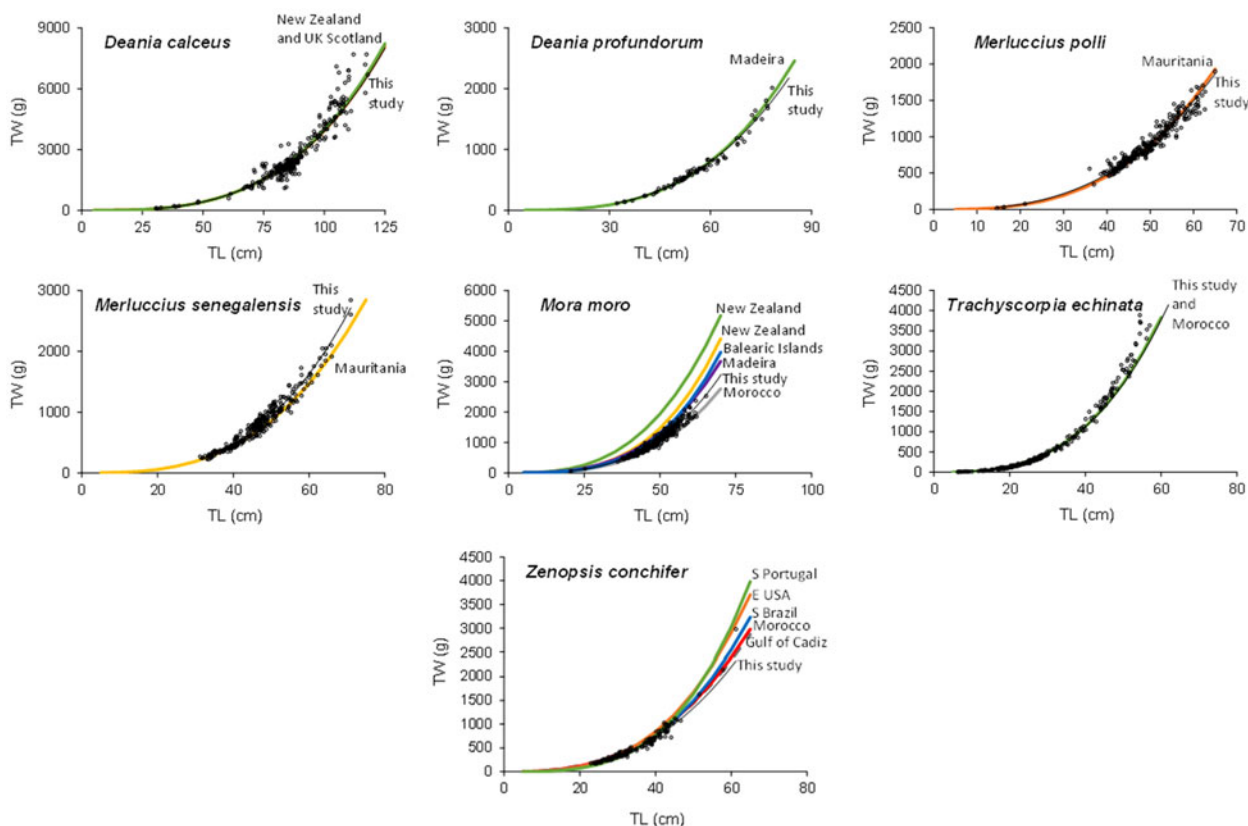 Deania calceus
New Zealand
and UK Scotland
This
study
TW (g)
9000
6000
3000
0
0 25 50 75 100 125
TL (cm)
Deania profundorum
Madeira
This
study
TW (g)
3000
2000
1000
0
0 30 60 90
TL (cm)
Merluccius polli
Mauritania
This
study
TW (g)
2500
2000
1500
1000
500
0
0 10 20 30 40 50 60 70
TL (cm)
Merluccius senegalensis
This
study
Mauritania
TW (g)
3000
2000
1000
0
0 20 40 60 80
TL (cm)
Mora moro
New Zealand
New Zealand
Balearic Islands
Madeira
This study
Morocco
TW (g)
6000
5000
4000
3000
2000
1000
0
0 25 50 75 100
TL (cm)
Trachyscorpia echinata
This study
and
Morocco
TW (g)
4500
4000
3500
3000
2500
2000
1500
1000
500
0
0 20 40 60 80
TL (cm)
Zenopsis conchifer
S Portugal
E USA
S Brazil
Morocco
Gulf of Cadiz
This study
TW (g)
4500
4000
3500
3000
2500
2000
1500
1000
500
0
0 20 40 60 80
TL (cm)